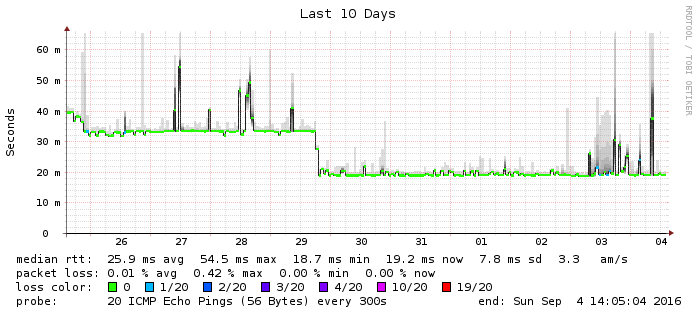 Last 10 Days
RRDTOOL / TOBI OETIKER
Seconds
60 m
50 m
40 m
30 m
20 m
10 m
0
26 27 28 29 30 31 01 02 03 04
median rtt: 25.9 ms avg 54.5 ms max 18.7 ms min 19.2 ms now 7.8 ms sd 3.3 am/s
packet loss: 0.01 % avg 0.42 % max 0.00 % min 0.00 % now
loss color: 0 1/20 2/20 3/20 4/20 10/20 19/20
probe: 20 ICMP Echo Pings (56 Bytes) every 300s end: Sun Sep 4 14:05:04 2016